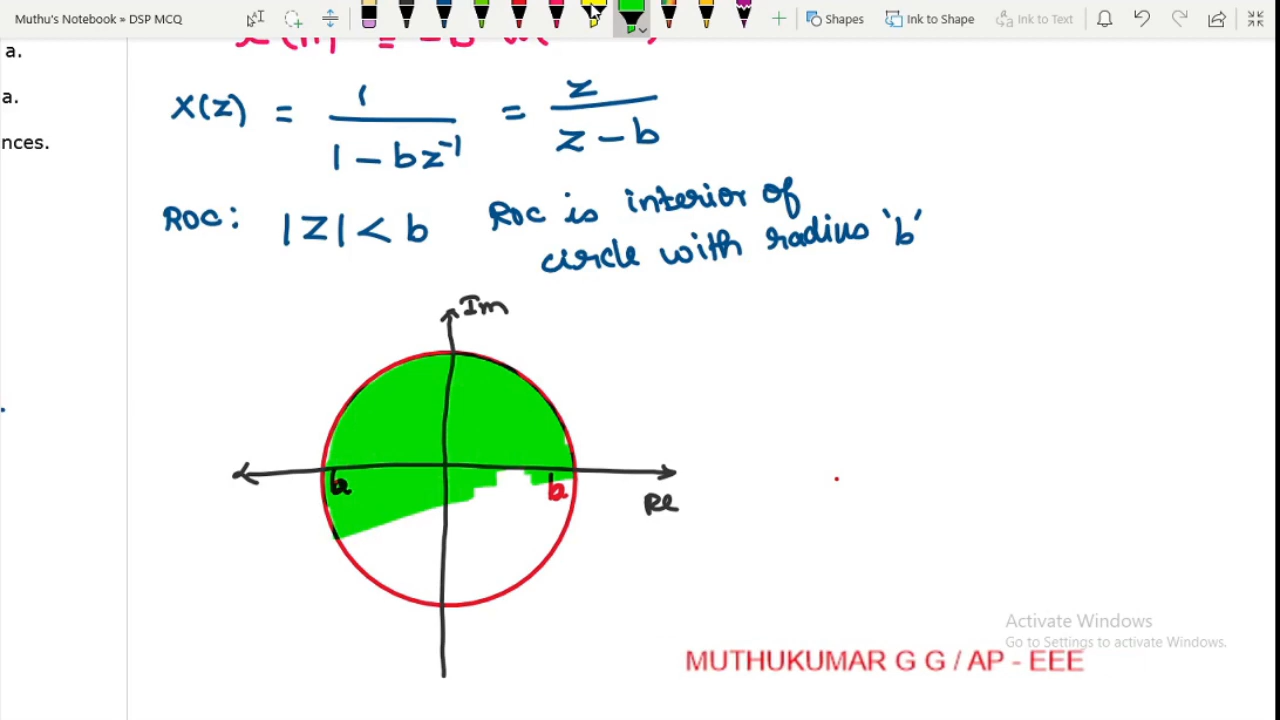 Muthu's Notebook » DSP MCQ
Shapes
Ink to Shape
Ink to Text
a.
a.
nces.
X(z) = 1 / 1 - bz⁻¹ = z / z - b
ROC: |z| < b
ROC is interior of
circle with radius 'b'
Im
b
b
Re
Activate Windows
Go to Settings to activate Windows.
MUTHUKUMAR G G / AP - EEE